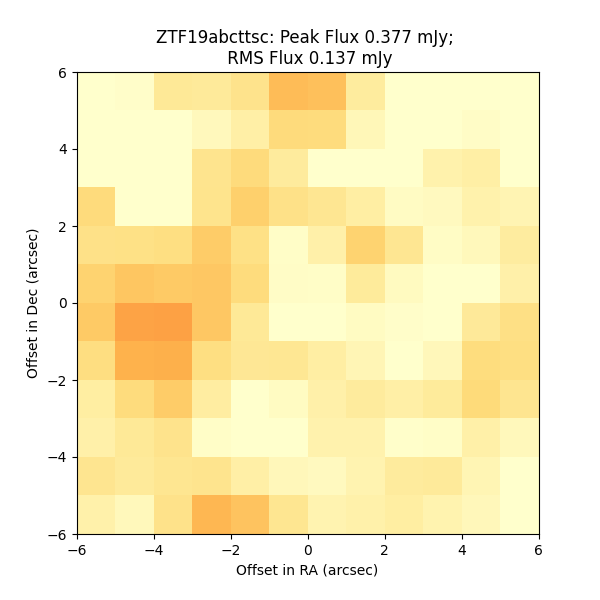 ZTF19abcttsc: Peak Flux 0.377 mJy;
RMS Flux 0.137 mJy
6
4
2
0
−2
−4
−6
Offset in Dec (arcsec)
−6 −4 −2 0 2 4 6
Offset in RA (arcsec)